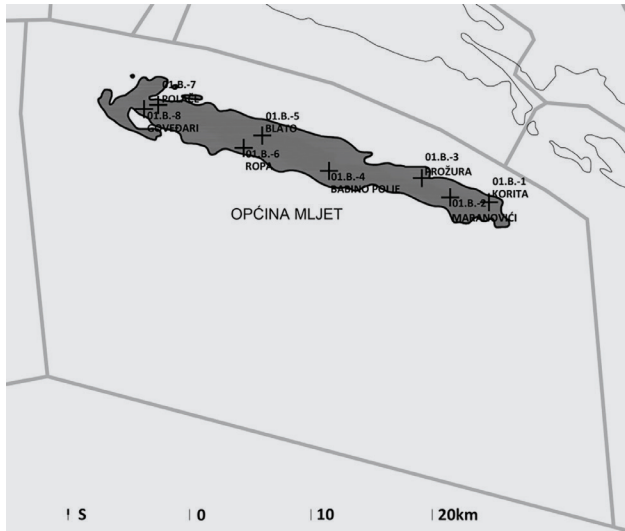 01.B.-7
POLAČE
01.B.-8
GOVEĐARI
01.B.-5
BLATO
01.B.-6
ROPA
01.B.-4
BABINO POLJE
01.B.-3
PROŽURA
01.B.-2
MARANOVIĆI
01.B.-1
KORITA
OPĆINA MLJET
S
0
10
20km